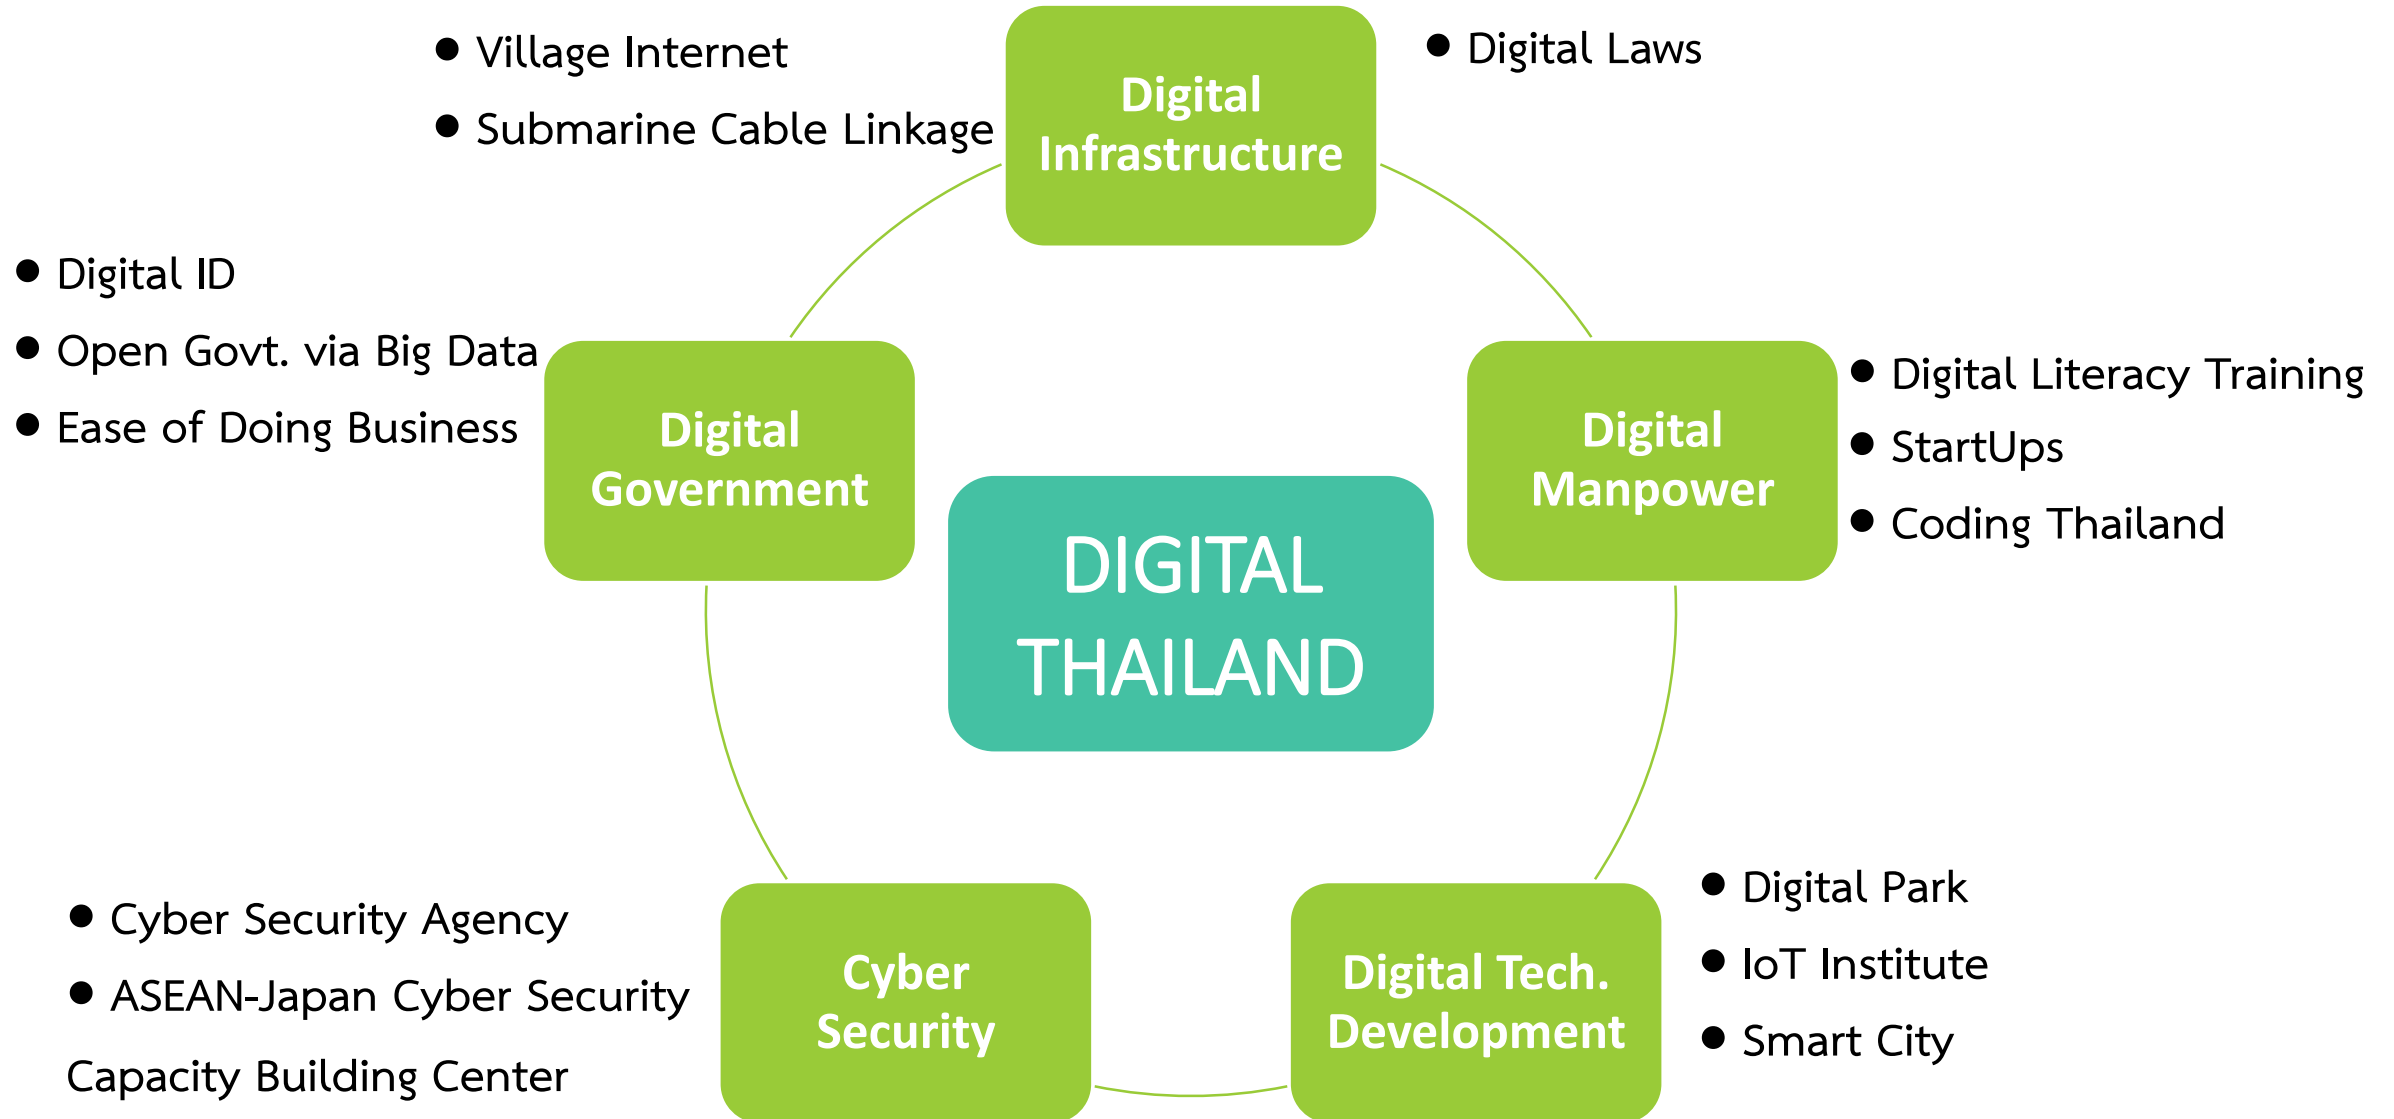 ● Village Internet
● Submarine Cable Linkage
Digital
Infrastructure
● Digital Laws
● Digital ID
● Open Govt. via Big Data
● Ease of Doing Business
Digital
Government
Digital
Manpower
● Digital Literacy Training
● StartUps
● Coding Thailand
DIGITAL
THAILAND
● Cyber Security Agency
● ASEAN-Japan Cyber Security
Capacity Building Center
Cyber
Security
Digital Tech.
Development
● Digital Park
● IoT Institute
● Smart City